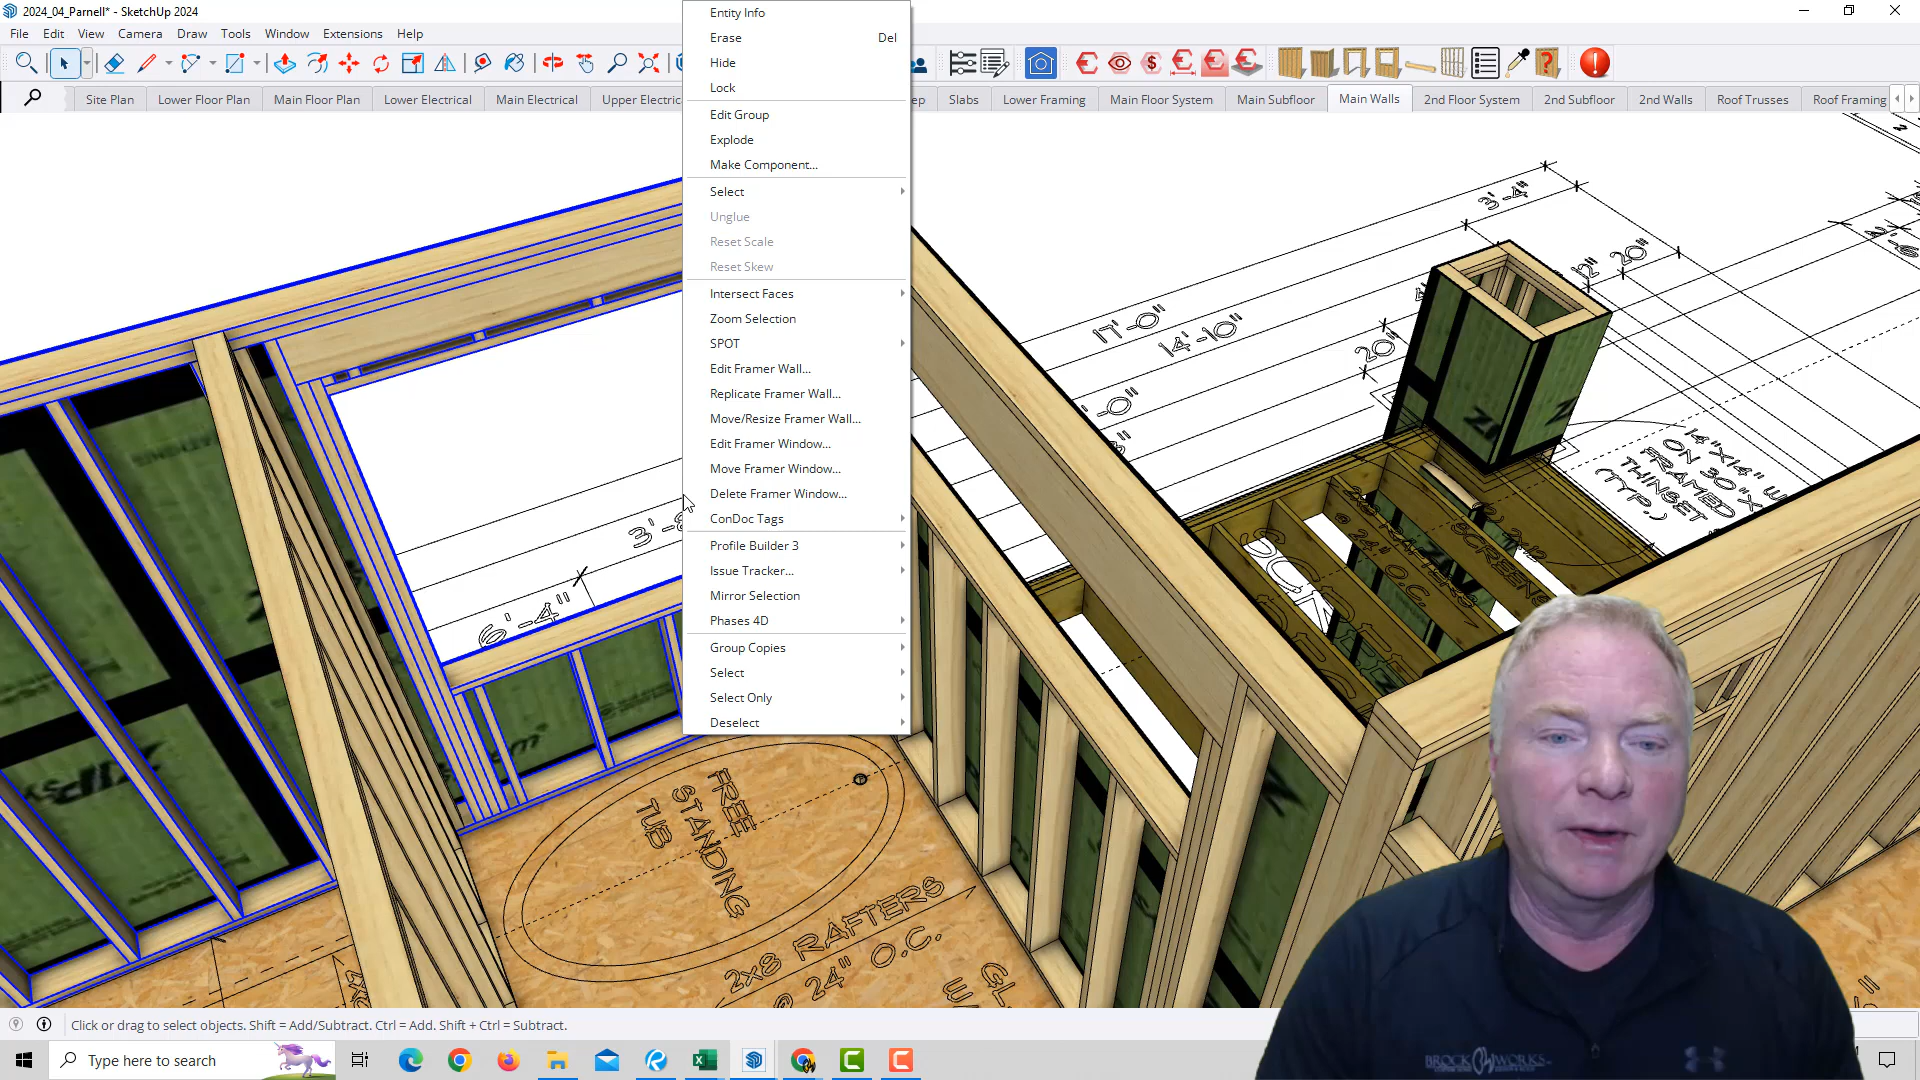 2024_04_Parnell* - SketchUp 2024
File Edit View Camera Draw Tools Window Extensions Help
Site Plan Lower Floor Plan Main Floor Plan Lower Electrical Main Electrical Upper Electric ep Slabs Lower Framing Main Floor System Main Subfloor Main Walls 2nd Floor System 2nd Subfloor 2nd Walls Roof Trusses Roof Framing
Entity Info
Erase Del
Hide
Lock
Edit Group
Explode
Make Component...
Select
Unglue
Reset Scale
Reset Skew
Intersect Faces
Zoom Selection
SPOT
Edit Framer Wall...
Replicate Framer Wall...
Move/Resize Framer Wall...
Edit Framer Window...
Move Framer Window...
Delete Framer Window...
ConDoc Tags
Profile Builder 3
Issue Tracker...
Mirror Selection
Phases 4D
Group Copies
Select
Select Only
Deselect
3'-4"
20"
12"
17'-0"
14'-10"
20"
14"X14" W
FRAMED
ON 30"X
THINSET
(TYP.)
6'-4"
FREE
STANDING
TUB
2X8 RAFTERS
@ 24" O.C.
BROCKWORKS
Click or drag to select objects. Shift = Add/Subtract. Ctrl = Add. Shift + Ctrl = Subtract.
Type here to search